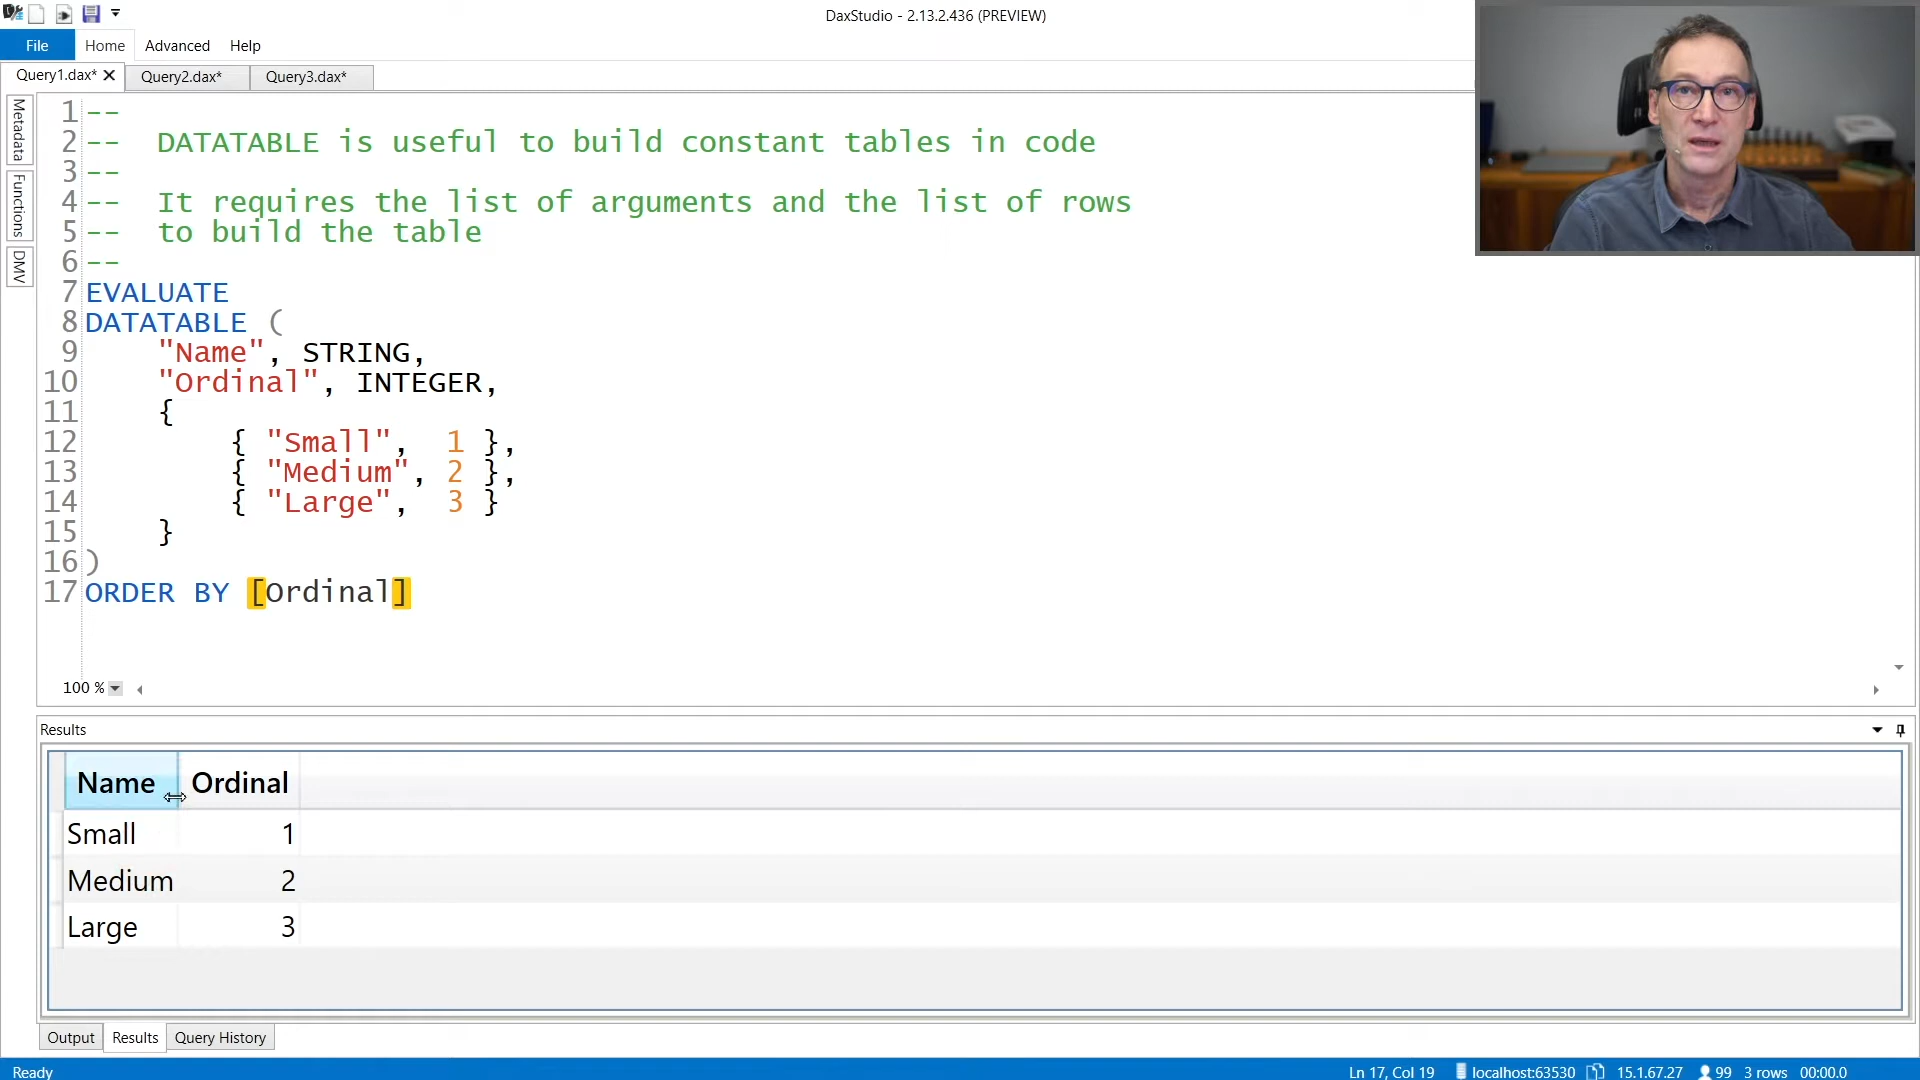 DaxStudio - 2.13.2.436 (PREVIEW)
File Home Advanced Help
Query1.dax* Query2.dax* Query3.dax*
Metadata
Functions
DMV
1 --
2 --  DATATABLE is useful to build constant tables in code
3 --
4 --  It requires the list of arguments and the list of rows
5 --  to build the table
6 --
7 EVALUATE
8 DATATABLE (
9     "Name", STRING,
10     "Ordinal", INTEGER,
11     {
12         { "Small",  1 },
13         { "Medium", 2 },
14         { "Large",  3 }
15     }
16 )
17 ORDER BY [Ordinal]
100 %
Results
Name Ordinal
Small 1
Medium 2
Large 3
Output Results Query History
Ready Ln 17, Col 19 localhost:63530 15.1.67.27 99 3 rows 00:00.0